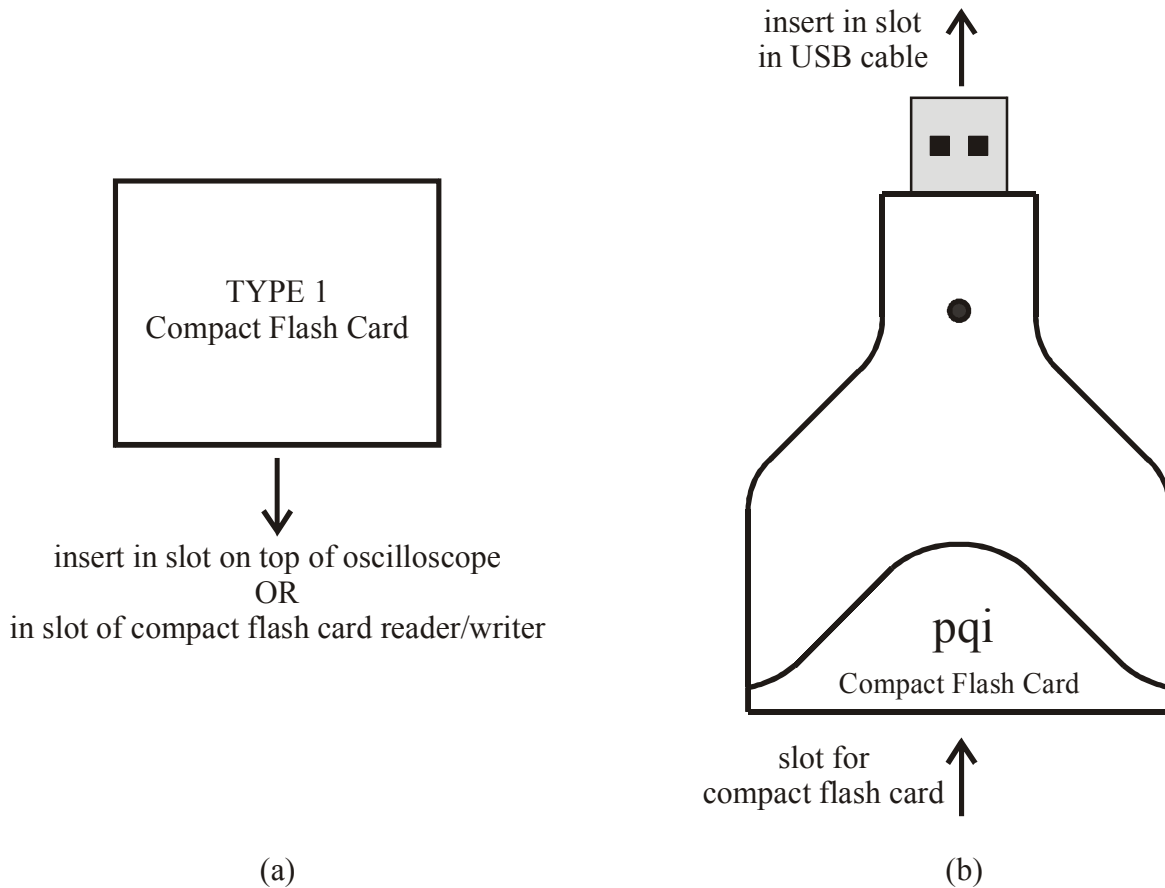 TYPE 1
Compact Flash Card
insert in slot on top of oscilloscope
OR
in slot of compact flash card reader/writer
(a)
insert in slot
in USB cable
pqi
Compact Flash Card
slot for
compact flash card
(b)